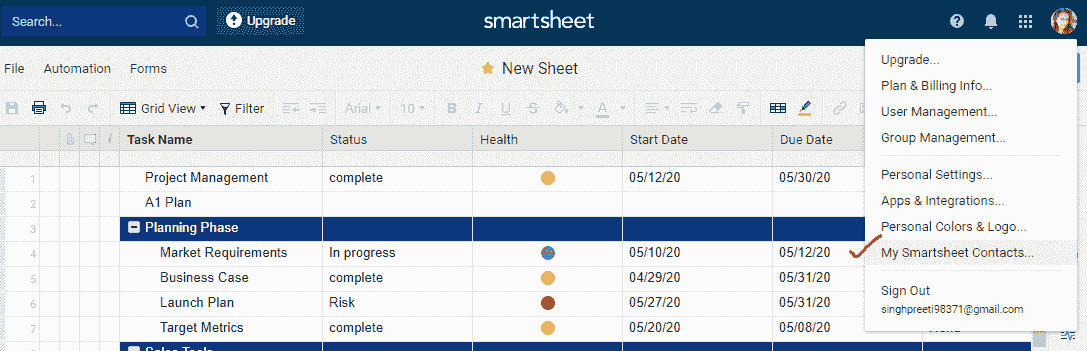 Search... Upgrade smartsheet
File Automation Forms New Sheet
Grid View Filter Arial 10 B I U S A
Task Name Status Health Start Date Due Date
1 Project Management complete 05/12/20 05/30/20
2 A1 Plan
3 Planning Phase
4 Market Requirements In progress 05/10/20 05/12/20
5 Business Case complete 04/29/20 05/31/20
6 Launch Plan Risk 05/27/20 05/31/20
7 Target Metrics complete 05/20/20 05/08/20
Upgrade...
Plan & Billing Info...
User Management...
Group Management...
Personal Settings...
Apps & Integrations...
Personal Colors & Logo...
My Smartsheet Contacts...
Sign Out
singhpreeti98371@gmail.com